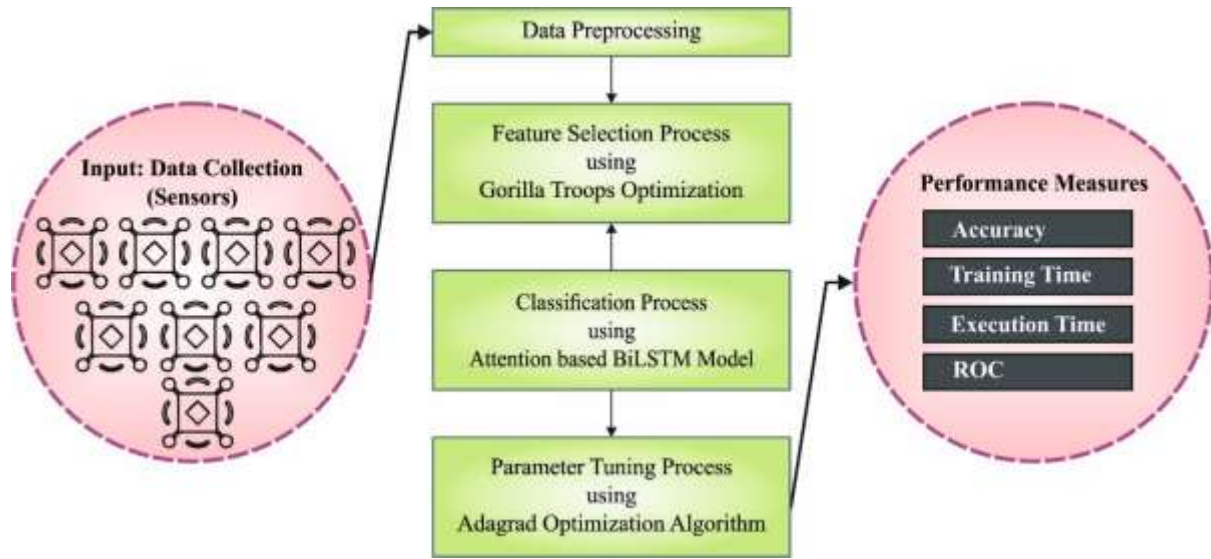 Input: Data Collection
(Sensors)
Data Preprocessing
Feature Selection Process
using
Gorilla Troops Optimization
Classification Process
using
Attention based BiLSTM Model
Parameter Tuning Process
using
Adagrad Optimization Algorithm
Performance Measures
Accuracy
Training Time
Execution Time
ROC